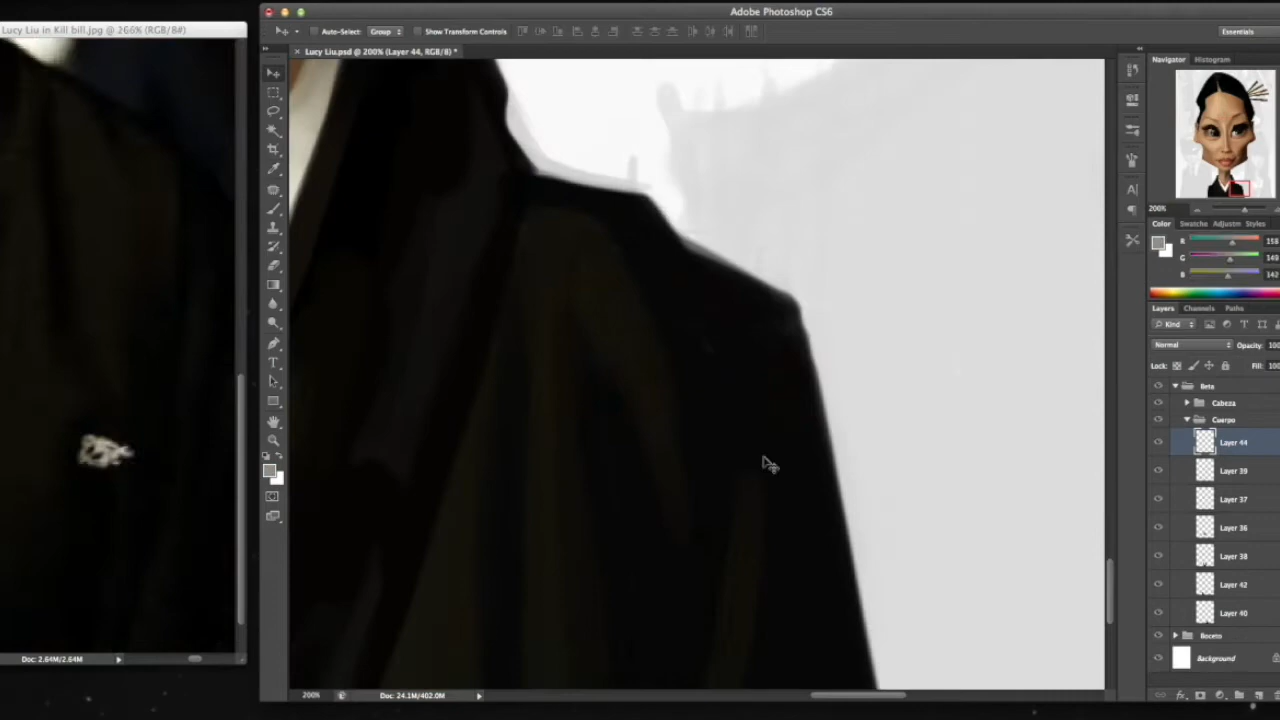 Adobe Photoshop CS6
Lucy Liu in Kill bill.jpg @ 266% (RGB/8#)
Auto-Select: Group Show Transform Controls Essentials
Lucy Liu.psd @ 200% (Layer 44, RGB/8) *
Navigator Histogram
200%
Color Swatche Adjustm Styles
R 158
G 149
B 142
Layers Channels Paths
Kind
Normal Opacity: 100
Lock: Fill: 100
Beta
Cabeza
Cuerpo
Layer 44
Layer 39
Layer 37
Layer 36
Layer 38
Layer 42
Layer 40
Boceto
Background
Doc: 2.64M/2.64M
200% Doc: 24.1M/402.0M